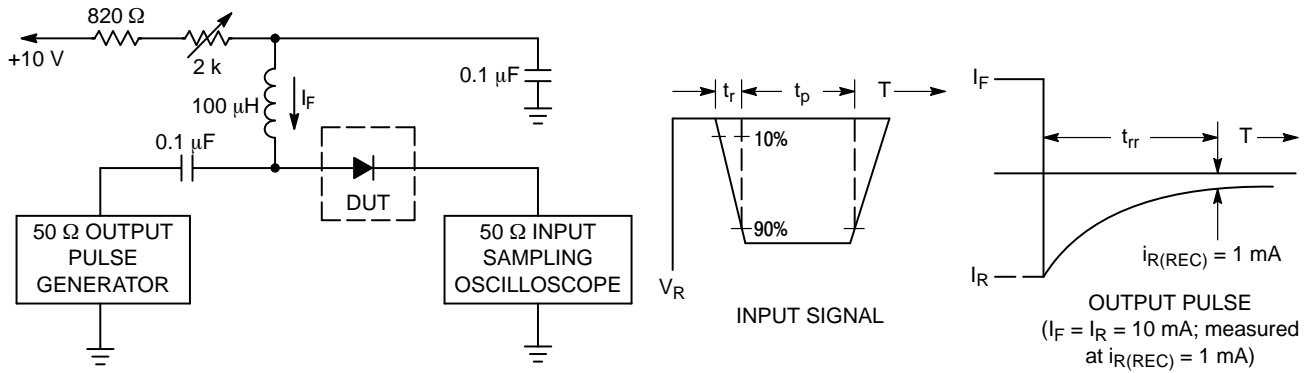 820 Ω
+10 V
2 k
100 μH
I_F
0.1 μF
0.1 μF
DUT
50 Ω OUTPUT
PULSE
GENERATOR
50 Ω INPUT
SAMPLING
OSCILLOSCOPE
t_r
t_p
T
10%
90%
V_R
INPUT SIGNAL
I_F
t_rr
T
I_R
i_R(REC) = 1 mA
OUTPUT PULSE
(I_F = I_R = 10 mA; measured
at i_R(REC) = 1 mA)